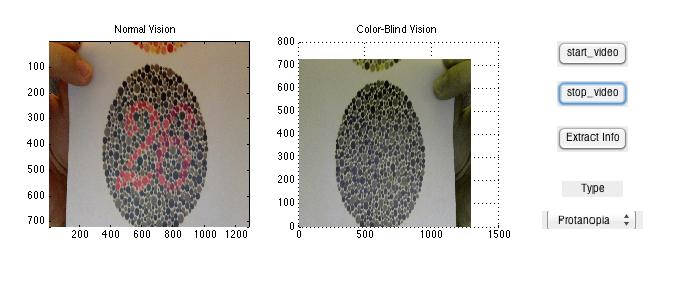 Normal Vision
100
200
300
400
500
600
700
200 400 600 800 1000 1200
26
Color-Blind Vision
800
700
600
500
400
300
200
100
0
0 500 1000 1500
start_video
stop_video
Extract Info
Type
Protanopia